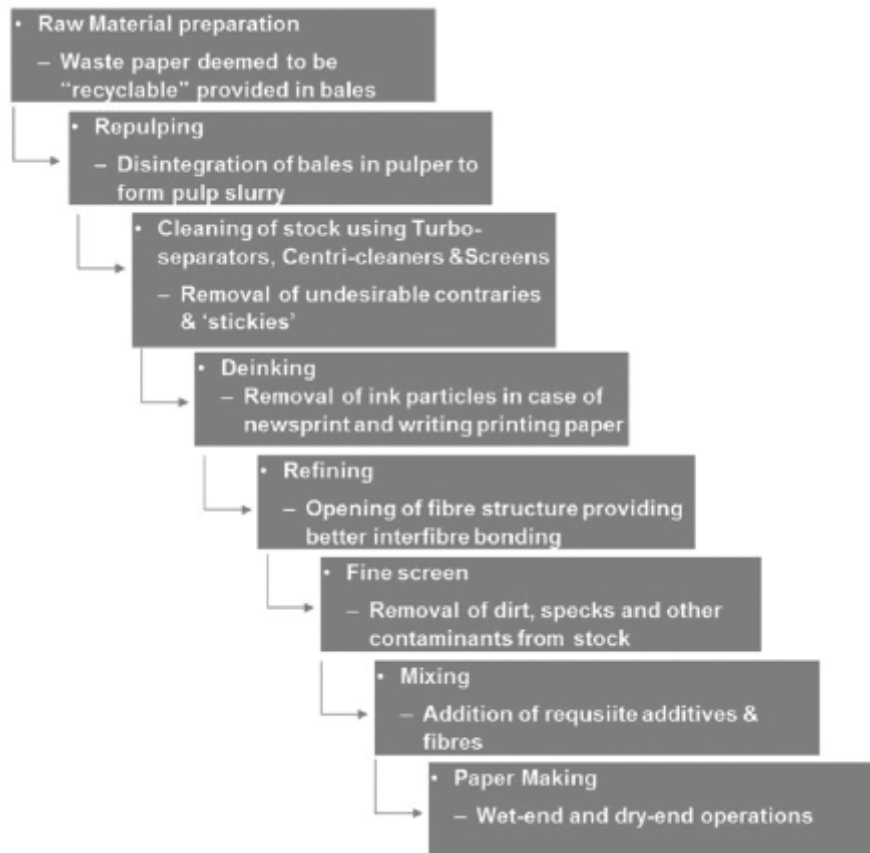 • Raw Material preparation
– Waste paper deemed to be
"recyclable" provided in bales
• Repulping
– Disintegration of bales in pulper to
form pulp slurry
• Cleaning of stock using Turbo-
separators, Centri-cleaners &Screens
– Removal of undesirable contraries
& ‘stickies’
• Deinking
– Removal of ink particles in case of
newsprint and writing printing paper
• Refining
– Opening of fibre structure providing
better interfibre bonding
• Fine screen
– Removal of dirt, specks and other
contaminants from stock
• Mixing
– Addition of requsiite additives &
fibres
• Paper Making
– Wet-end and dry-end operations